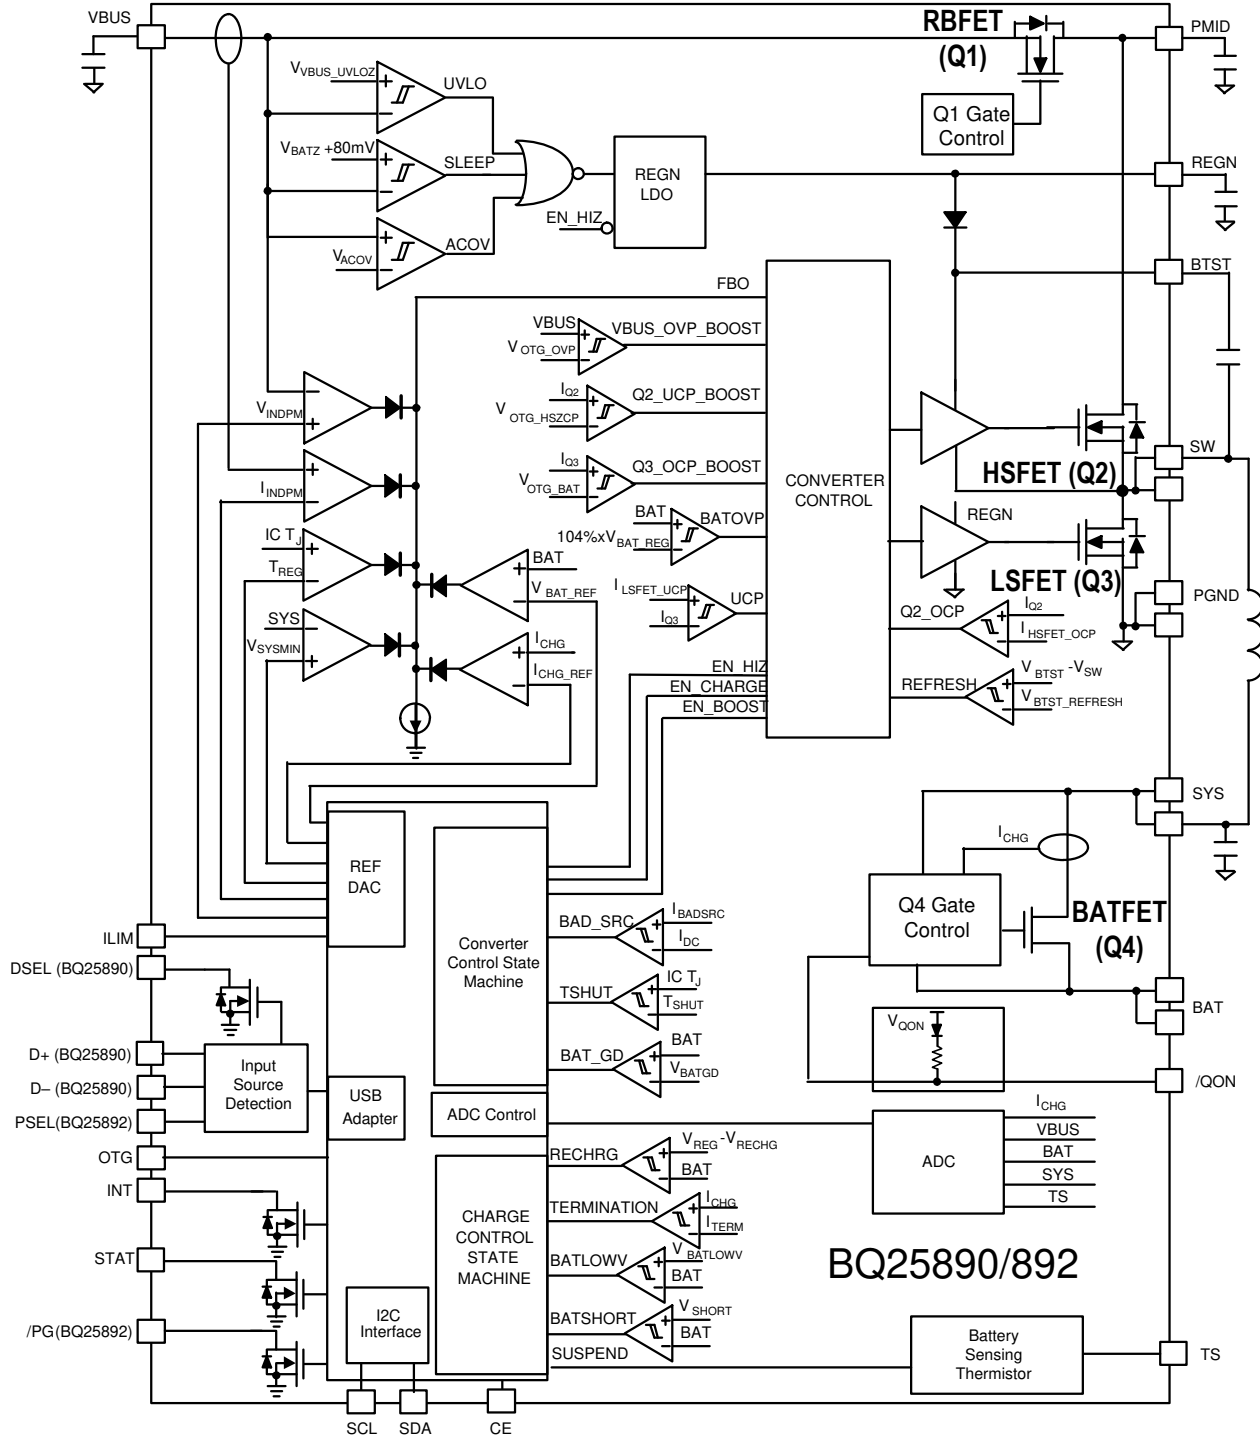 VBUS
RBFET
(Q1)
PMID
V_VBUS_UVLOZ
UVLO
Q1 Gate
Control
V_BATZ +80mV
SLEEP
REGN
LDO
REGN
EN_HIZ
ACOV
V_ACOV
BTST
FBO
VBUS
VBUS_OVP_BOOST
V_OTG_OVP
I_Q2
Q2_UCP_BOOST
V_OTG_HSZCP
V_INDPM
SW
I_Q3
Q3_OCP_BOOST
V_OTG_BAT
CONVERTER
CONTROL
HSFET (Q2)
I_INDPM
BAT
BATOVP
104%xV_BAT_REG
REGN
IC T_J
T_REG
BAT
V_BAT_REF
LSFET (Q3)
I_LSFET_UCP
UCP
I_Q3
PGND
Q2_OCP
I_Q2
I_HSFET_OCP
SYS
V_SYSMIN
I_CHG
I_CHG_REF
EN_HIZ
EN_CHARGE
EN_BOOST
REFRESH
V_BTST -V_SW
V_BTST_REFRESH
SYS
I_CHG
REF
DAC
Q4 Gate
Control
BATFET
(Q4)
ILIM
BAD_SRC
I_BADSRC
I_DC
Converter
Control State
Machine
DSEL (BQ25890)
TSHUT
IC T_J
T_SHUT
BAT
V_QON
D+ (BQ25890)
BAT_GD
BAT
V_BATGD
Input
Source
Detection
D– (BQ25890)
USB
Adapter
/QON
ADC Control
PSEL(BQ25892)
I_CHG
VBUS
BAT
SYS
TS
ADC
OTG
RECHRG
V_REG -V_RECHG
BAT
INT
TERMINATION
I_CHG
I_TERM
CHARGE
CONTROL
STATE
MACHINE
STAT
BATLOWV
V_BATLOWV
BAT
BQ25890/892
I2C
Interface
BATSHORT
V_SHORT
BAT
/PG(BQ25892)
SUSPEND
Battery
Sensing
Thermistor
TS
SCL
SDA
CE